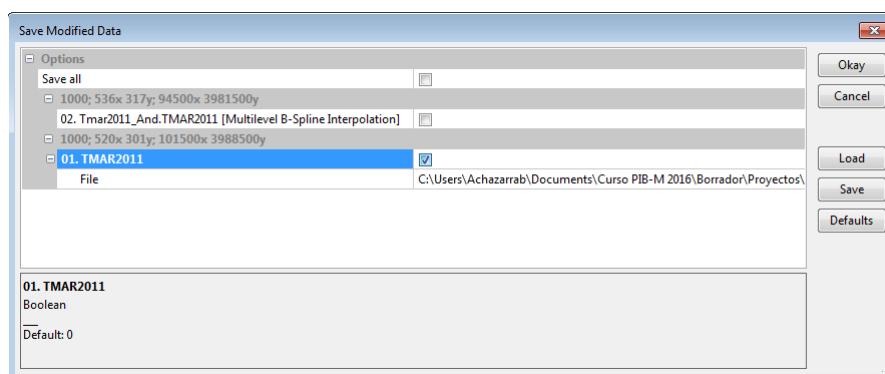 Save Modified Data
Options
Okay
Save all
Cancel
1000; 536x 317y; 94500x 3981500y
02. Tmar2011_And.TMAR2011 [Multilevel B-Spline Interpolation]
1000; 520x 301y; 101500x 3988500y
01. TMAR2011
Load
File C:\Users\Achazarrab\Documents\Curso PIB-M 2016\Borrador\Proyectos\
Save
Defaults
01. TMAR2011
Boolean
__
Default: 0